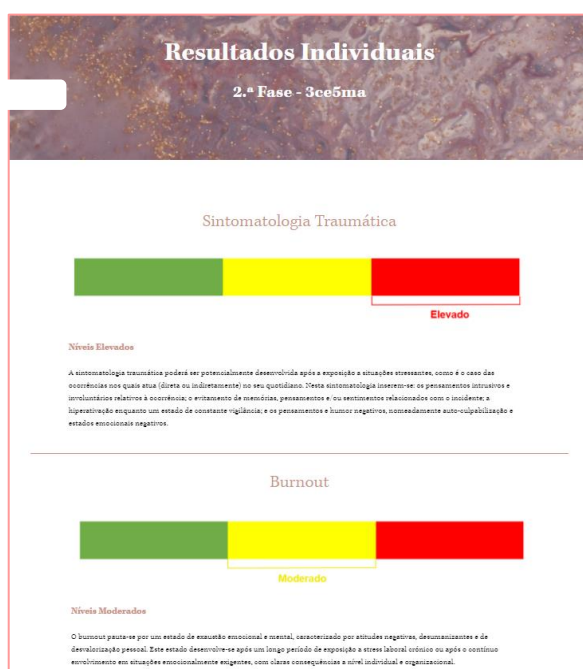 Resultados Individuais
2.ª Fase - 3ce5ma
Sintomatologia Traumática
Elevado
Níveis Elevados
A sintomatologia traumática poderá ser potencialmente desenvolvida após a exposição a situações stressantes, como é o caso das
ocorrências nos quais atua (direta ou indiretamente) no seu quotidiano. Nesta sintomatologia inserem-se: os pensamentos intrusivos e
involuntários relativos à ocorrência; o evitamento de memórias, pensamentos e/ou sentimentos relacionados com o incidente; a
hiperativação enquanto um estado de constante vigilância; e os pensamentos e humor negativos, nomeadamente auto-culpabilização e
estados emocionais negativos.
Burnout
Moderado
Níveis Moderados
O burnout pauta-se por um estado de exaustão emocional e mental, caracterizado por atitudes negativas, desumanizantes e de
desvalorização pessoal. Este estado desenvolve-se após um longo período de exposição a stress laboral crónico ou após o contínuo
envolvimento em situações emocionalmente exigentes, com claras consequências a nível individual e organizacional.